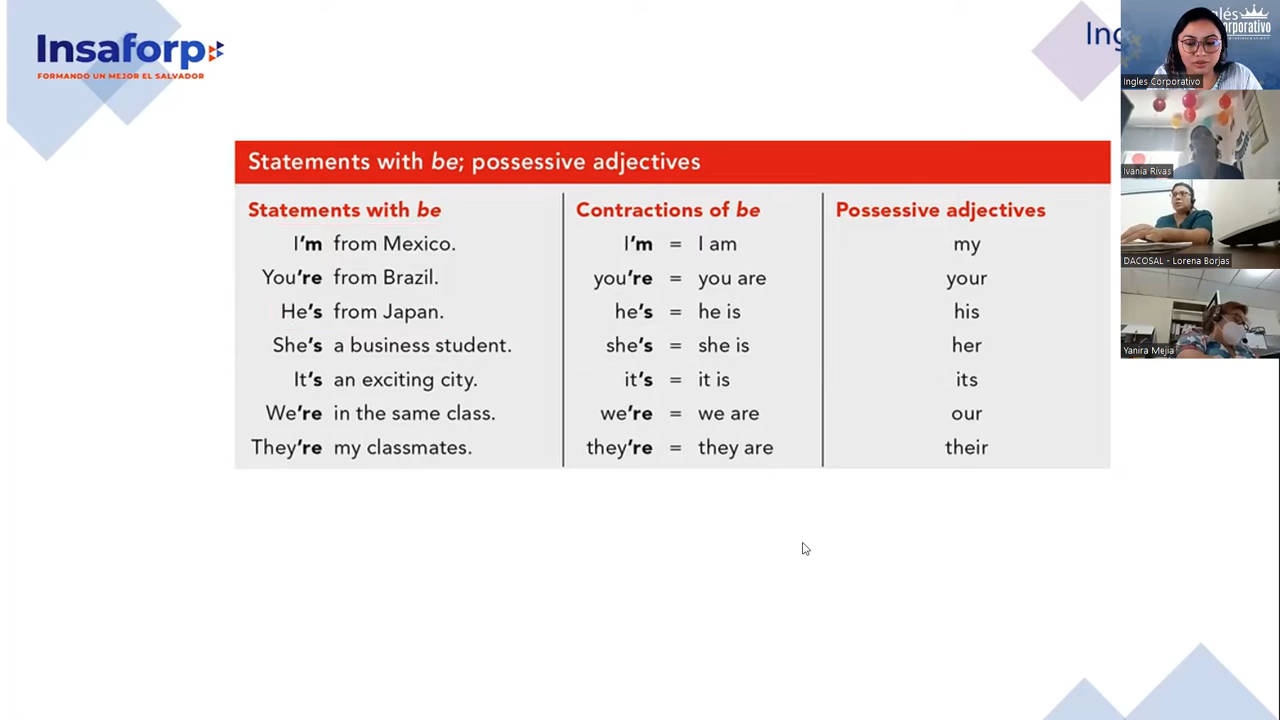 Insaforp
FORMANDO UN MEJOR EL SALVADOR
Ing
Statements with be; possessive adjectives
Statements with be
I'm from Mexico.
You're from Brazil.
He's from Japan.
She's a business student.
It's an exciting city.
We're in the same class.
They're my classmates.
Contractions of be
I'm = I am
you're = you are
he's = he is
she's = she is
it's = it is
we're = we are
they're = they are
Possessive adjectives
my
your
his
her
its
our
their
glés
Corporativo
Ingles Corporativo
Ivania Rivas
DACOSAL - Lorena Borjas
Yanira Mejia